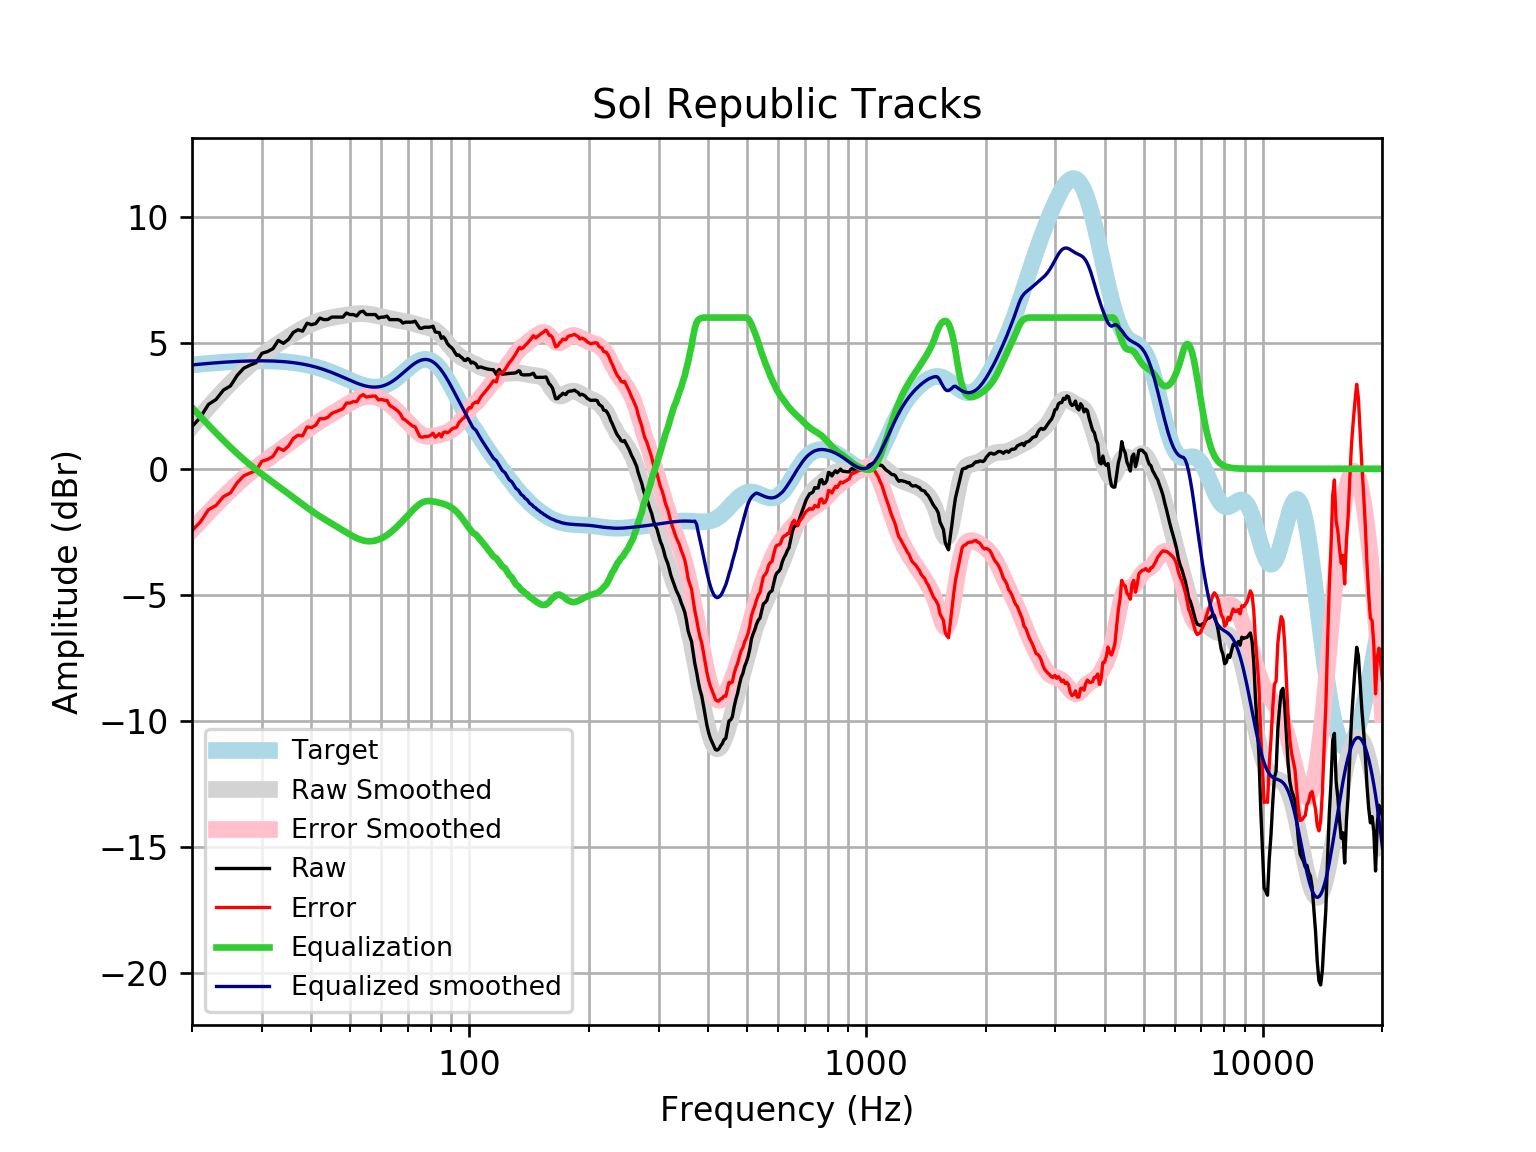 Sol Republic Tracks
Amplitude (dBr)
10
5
0
−5
−10
−15
−20
Target
Raw Smoothed
Error Smoothed
Raw
Error
Equalization
Equalized smoothed
100
1000
10000
Frequency (Hz)